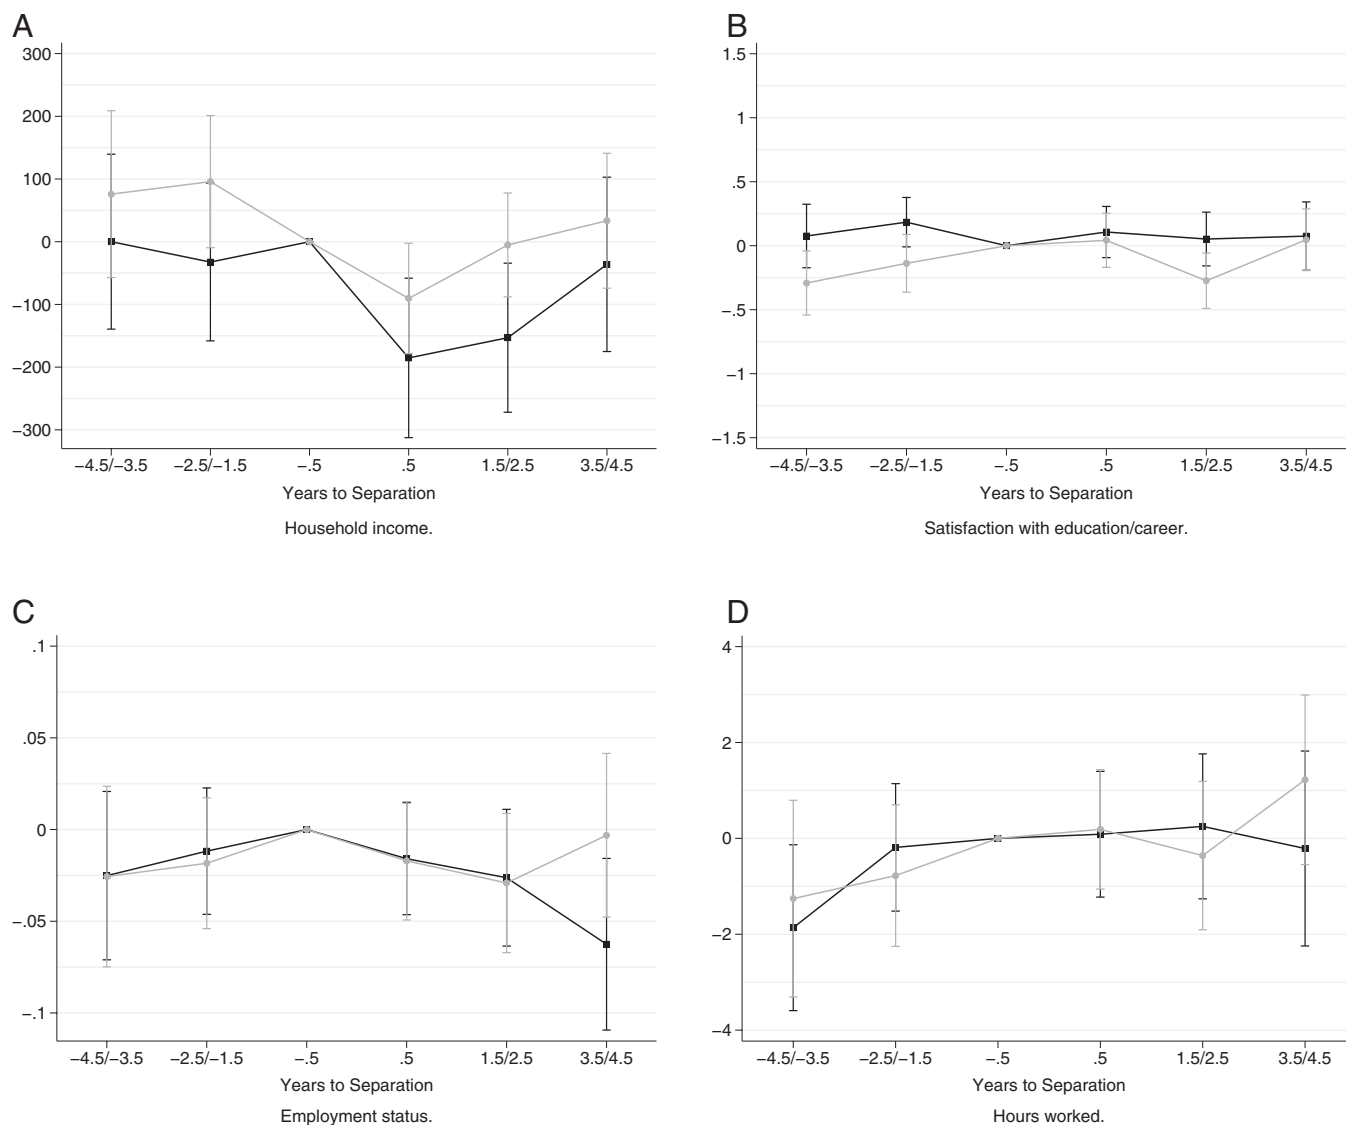 A
300
200
100
0
−100
−200
−300
−4.5/−3.5 −2.5/−1.5 −.5 .5 1.5/2.5 3.5/4.5
Years to Separation
Household income.
B
1.5
1
.5
0
−.5
−1
−1.5
−4.5/−3.5 −2.5/−1.5 −.5 .5 1.5/2.5 3.5/4.5
Years to Separation
Satisfaction with education/career.
C
.1
.05
0
−.05
−.1
−4.5/−3.5 −2.5/−1.5 −.5 .5 1.5/2.5 3.5/4.5
Years to Separation
Employment status.
D
4
2
0
−2
−4
−4.5/−3.5 −2.5/−1.5 −.5 .5 1.5/2.5 3.5/4.5
Years to Separation
Hours worked.